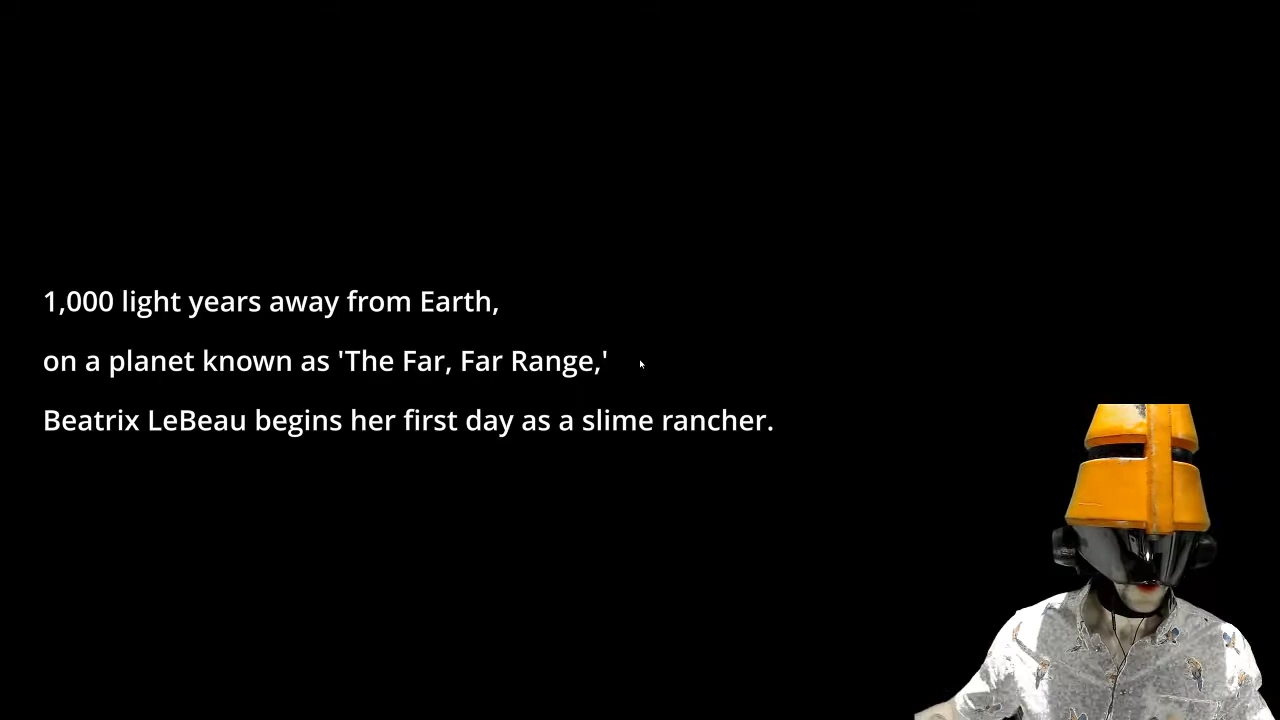 1,000 light years away from Earth,
on a planet known as 'The Far, Far Range,'
Beatrix LeBeau begins her first day as a slime rancher.